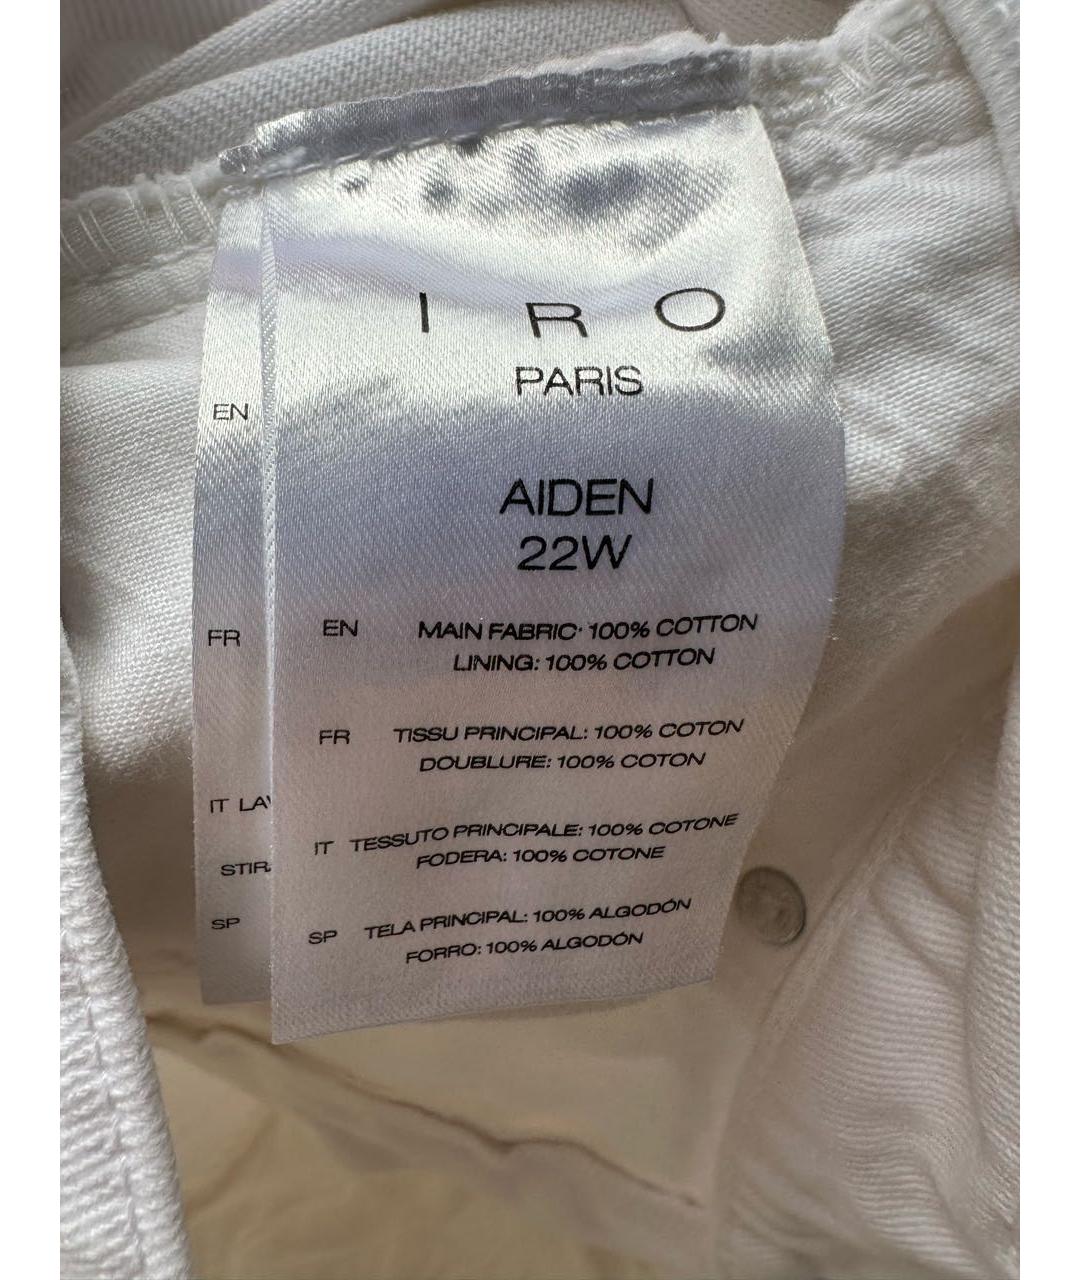 I R O
PARIS
AIDEN
22W
EN MAIN FABRIC: 100% COTTON
LINING: 100% COTTON
FR TISSU PRINCIPAL: 100% COTON
DOUBLURE: 100% COTON
IT TESSUTO PRINCIPALE: 100% COTONE
FODERA: 100% COTONE
SP TELA PRINCIPAL: 100% ALGODÓN
FORRO: 100% ALGODÓN
EN
FR
IT
SP